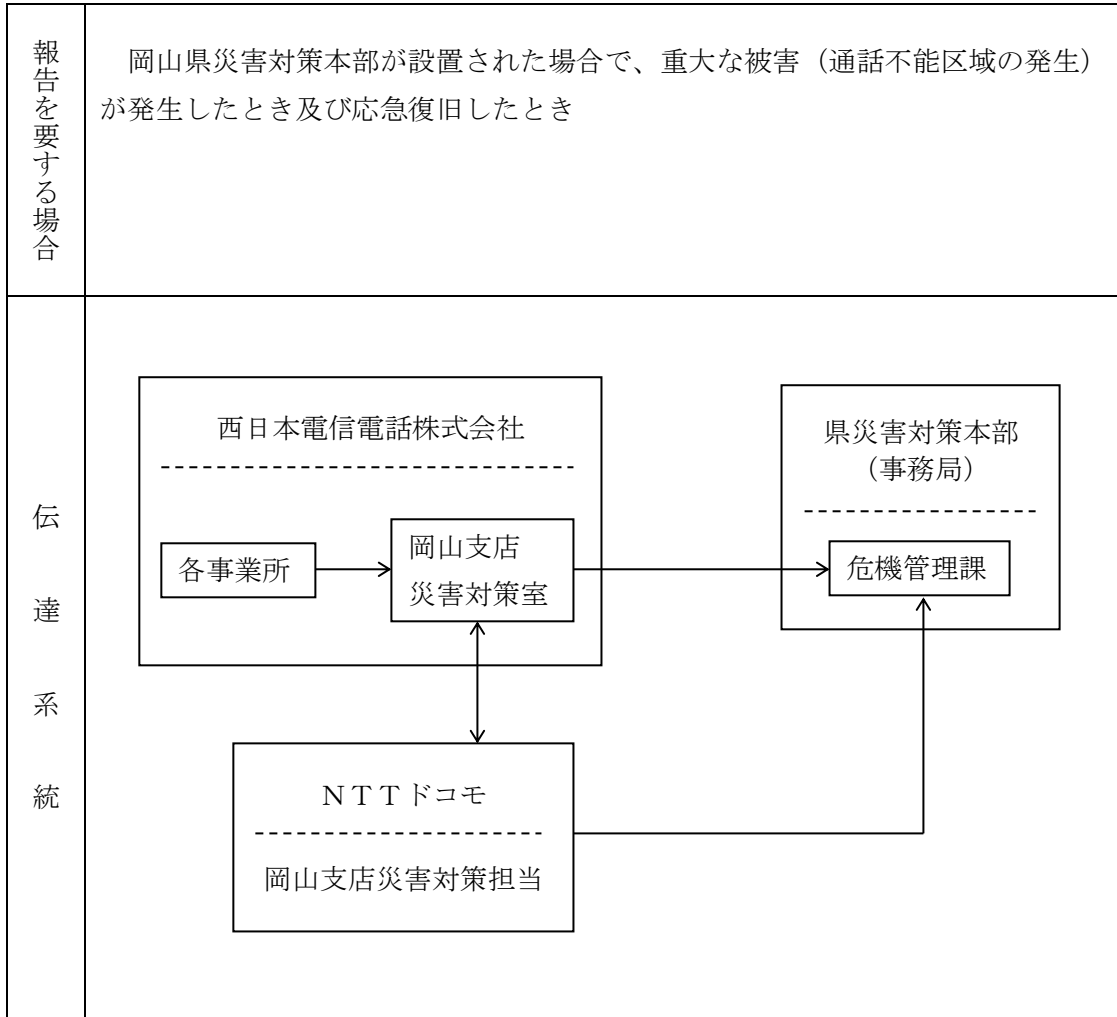 報告を要する場合
岡山県災害対策本部が設置された場合で、重大な被害（通話不能区域の発生）
が発生したとき及び応急復旧したとき
伝達系統
西日本電信電話株式会社
各事業所
岡山支店
災害対策室
県災害対策本部
（事務局）
危機管理課
ＮＴＴドコモ
岡山支店災害対策担当